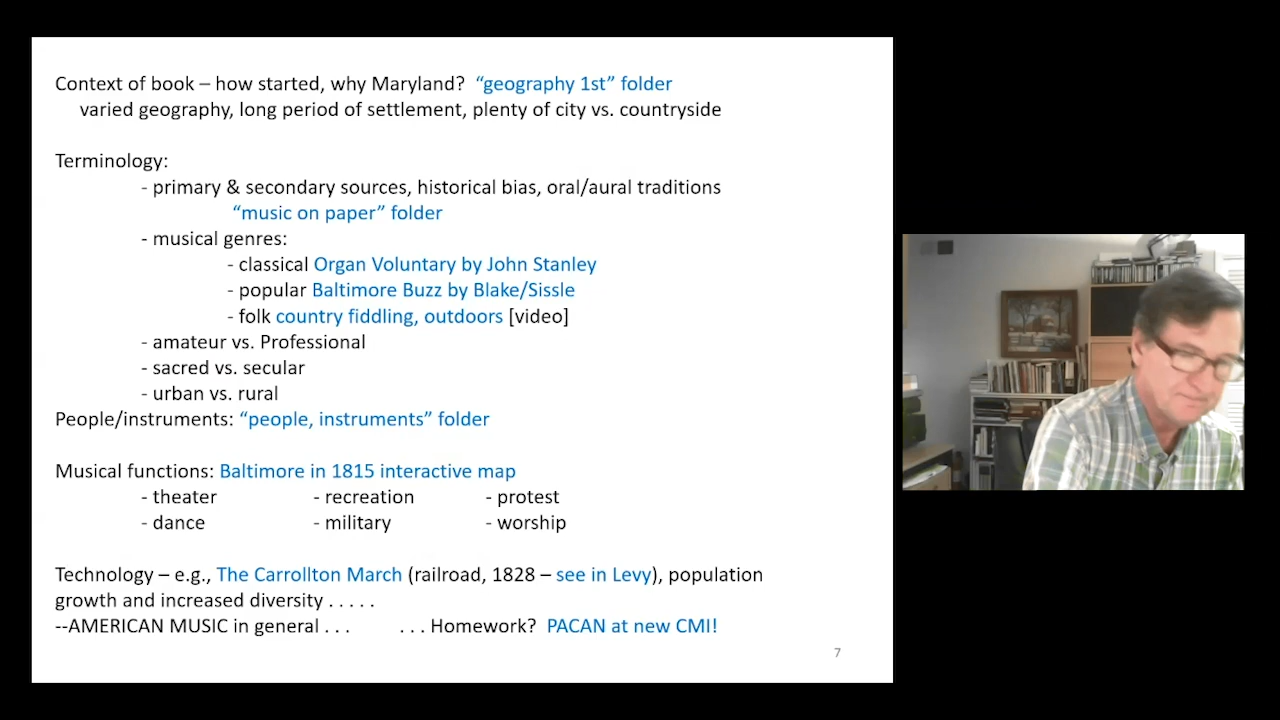 Context of book – how started, why Maryland? “geography 1st” folder
varied geography, long period of settlement, plenty of city vs. countryside
Terminology:
- primary & secondary sources, historical bias, oral/aural traditions
“music on paper” folder
- musical genres:
- classical Organ Voluntary by John Stanley
- popular Baltimore Buzz by Blake/Sissle
- folk country fiddling, outdoors [video]
- amateur vs. Professional
- sacred vs. secular
- urban vs. rural
People/instruments: “people, instruments” folder
Musical functions: Baltimore in 1815 interactive map
- theater - recreation - protest
- dance - military - worship
Technology – e.g., The Carrollton March (railroad, 1828 – see in Levy), population
growth and increased diversity . . . . .
--AMERICAN MUSIC in general . . . . . . Homework? PACAN at new CMI!
7